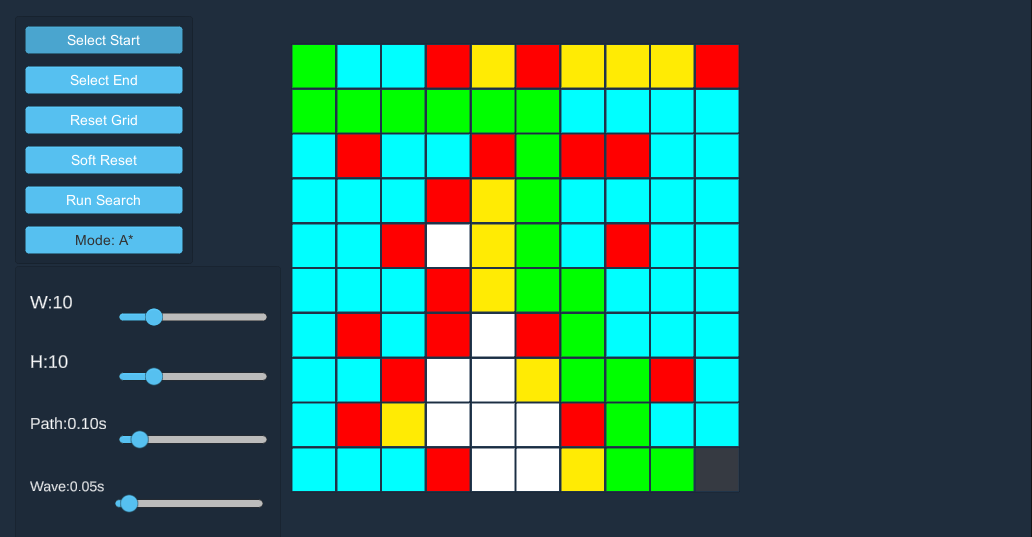 Select Start
Select End
Reset Grid
Soft Reset
Run Search
Mode: A*
W:10
H:10
Path:0.10s
Wave:0.05s